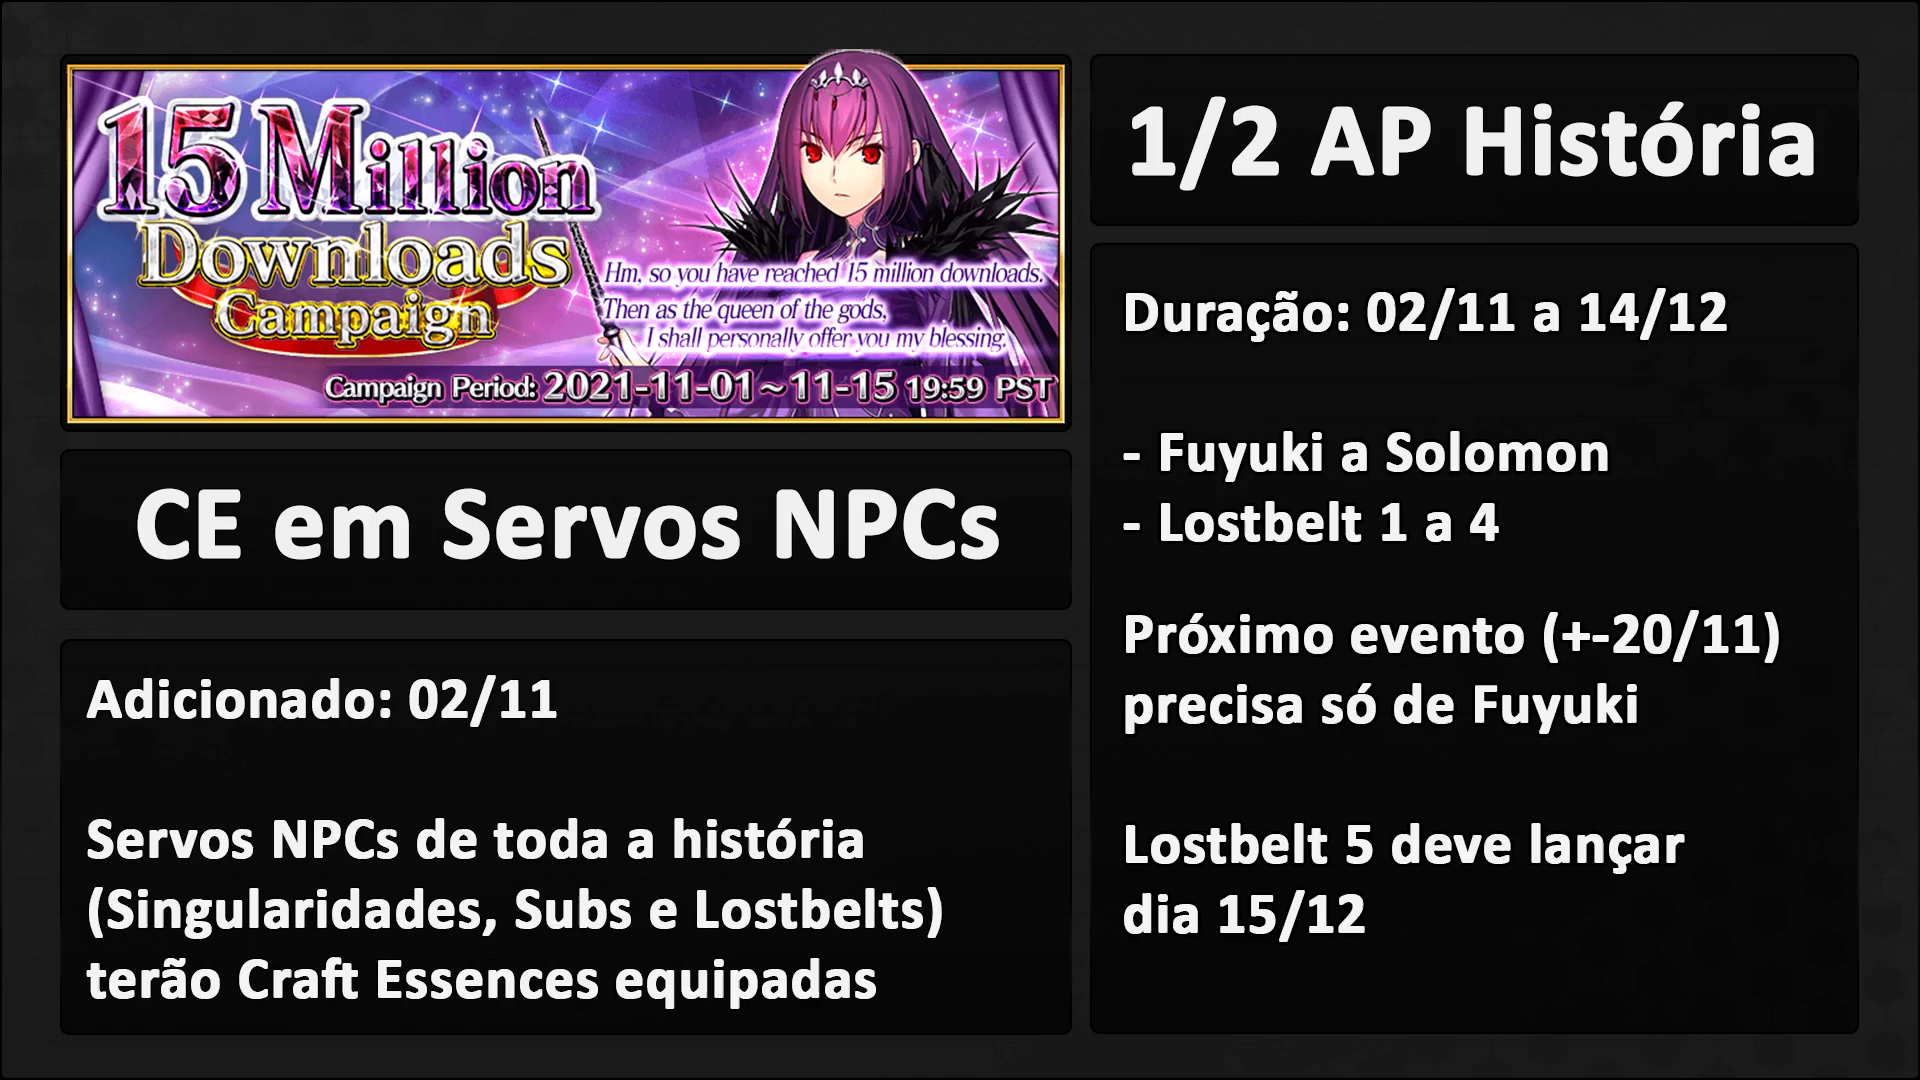 15 Million
Downloads
Campaign
Hm, so you have reached 15 million downloads.
Then as the queen of the gods,
I shall personally offer you my blessing.
Campaign Period: 2021-11-01~11-15 19:59 PST
CE em Servos NPCs
Adicionado: 02/11
Servos NPCs de toda a história
(Singularidades, Subs e Lostbelts)
terão Craft Essences equipadas
1/2 AP História
Duração: 02/11 a 14/12
- Fuyuki a Solomon
- Lostbelt 1 a 4
Próximo evento (+-20/11)
precisa só de Fuyuki
Lostbelt 5 deve lançar
dia 15/12